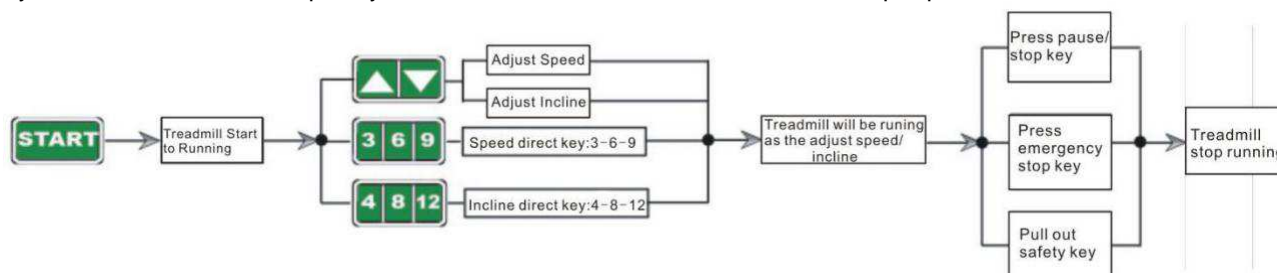 START
Treadmill Start
to Running
Adjust Speed
Adjust Incline
3 6 9
Speed direct key:3-6-9
4 8 12
Incline direct key:4-8-12
Treadmill will be runing
as the adjust speed/
incline
Press pause/
stop key
Press
emergency
stop key
Pull out
safety key
Treadmill
stop running